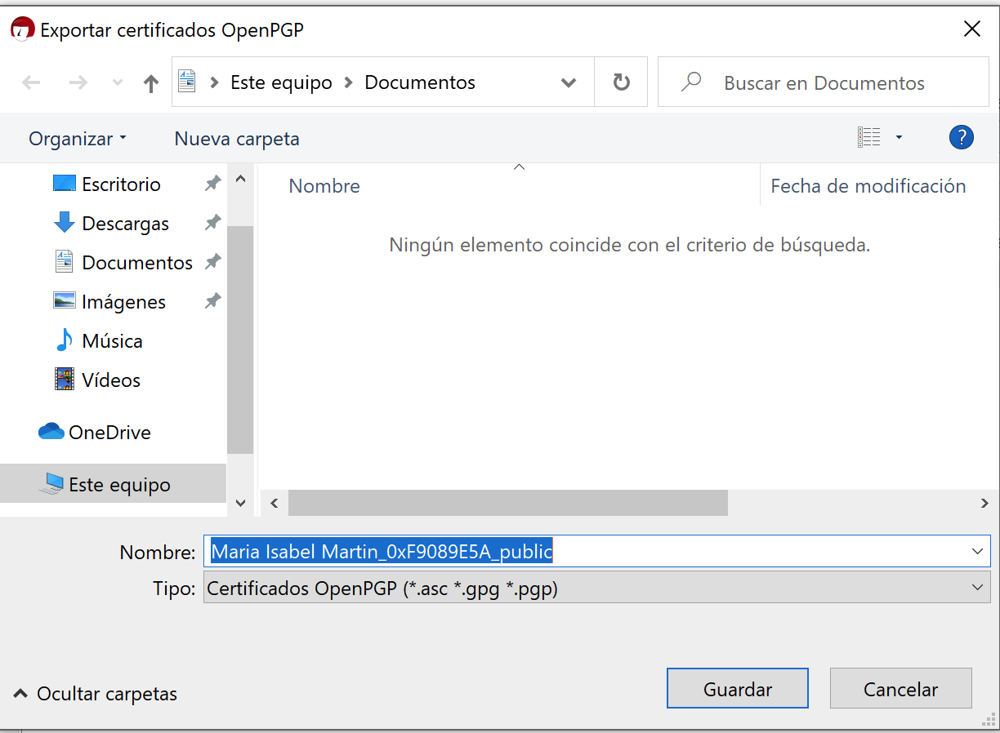 Exportar certificados OpenPGP
Este equipo Documentos
Buscar en Documentos
Organizar
Nueva carpeta
?
Escritorio
Descargas
Documentos
Imágenes
Música
Vídeos
OneDrive
Este equipo
Nombre
Fecha de modificación
Ningún elemento coincide con el criterio de búsqueda.
Nombre: Maria Isabel Martin_0xF9089E5A_public
Tipo: Certificados OpenPGP (*.asc *.gpg *.pgp)
Ocultar carpetas
Guardar
Cancelar